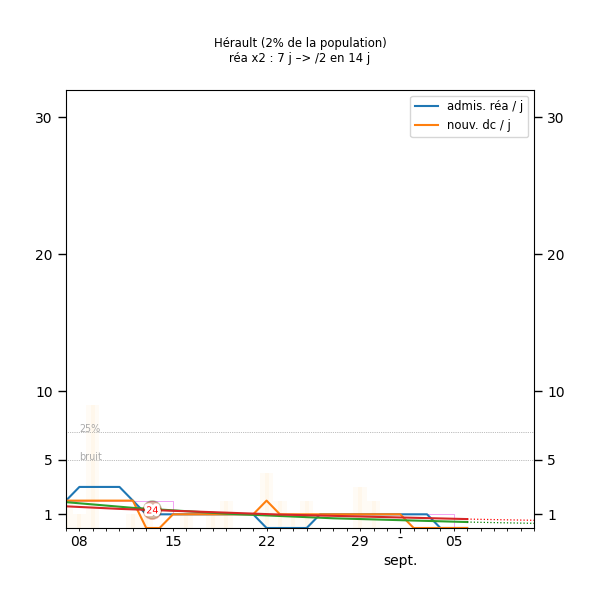 Hérault (2% de la population)
réa x2 : 7 j –> /2 en 14 j
admis. réa / j
nouv. dc / j
30 30
20 20
10 10
25%
bruit
5 5
24
1 1
08 15 22 29 - 05
sept.